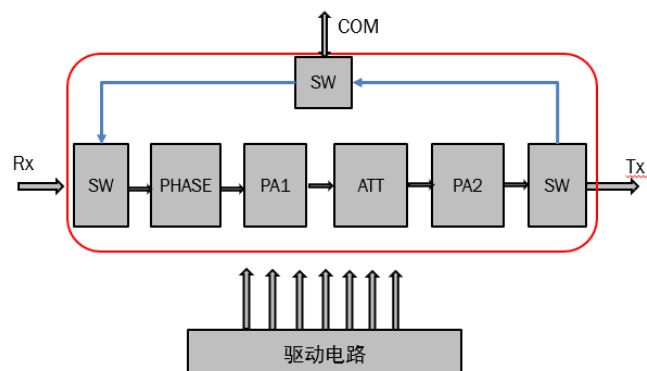 COM
SW
Rx
Tx
SW
PHASE
PA1
ATT
PA2
SW
驱动电路